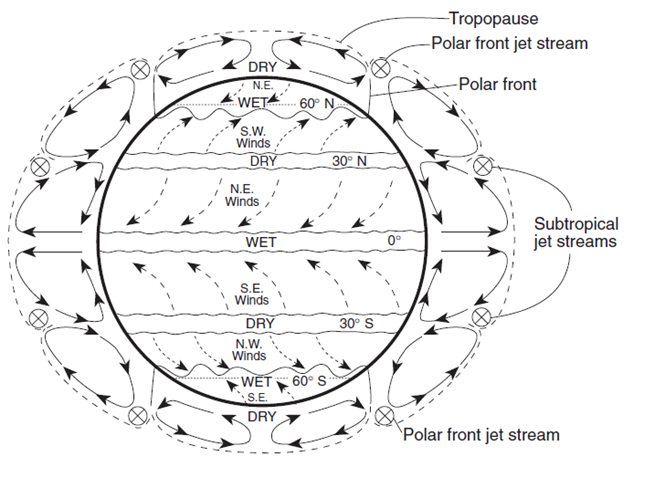 Tropopause
Polar front jet stream
DRY
N.E.
Polar front
WET
60° N
S.W.
Winds
DRY
30° N
N.E.
Winds
Subtropical
jet streams
WET
0°
S.E.
Winds
DRY
30° S
N.W.
Winds
WET
60° S
S.E.
DRY
Polar front jet stream